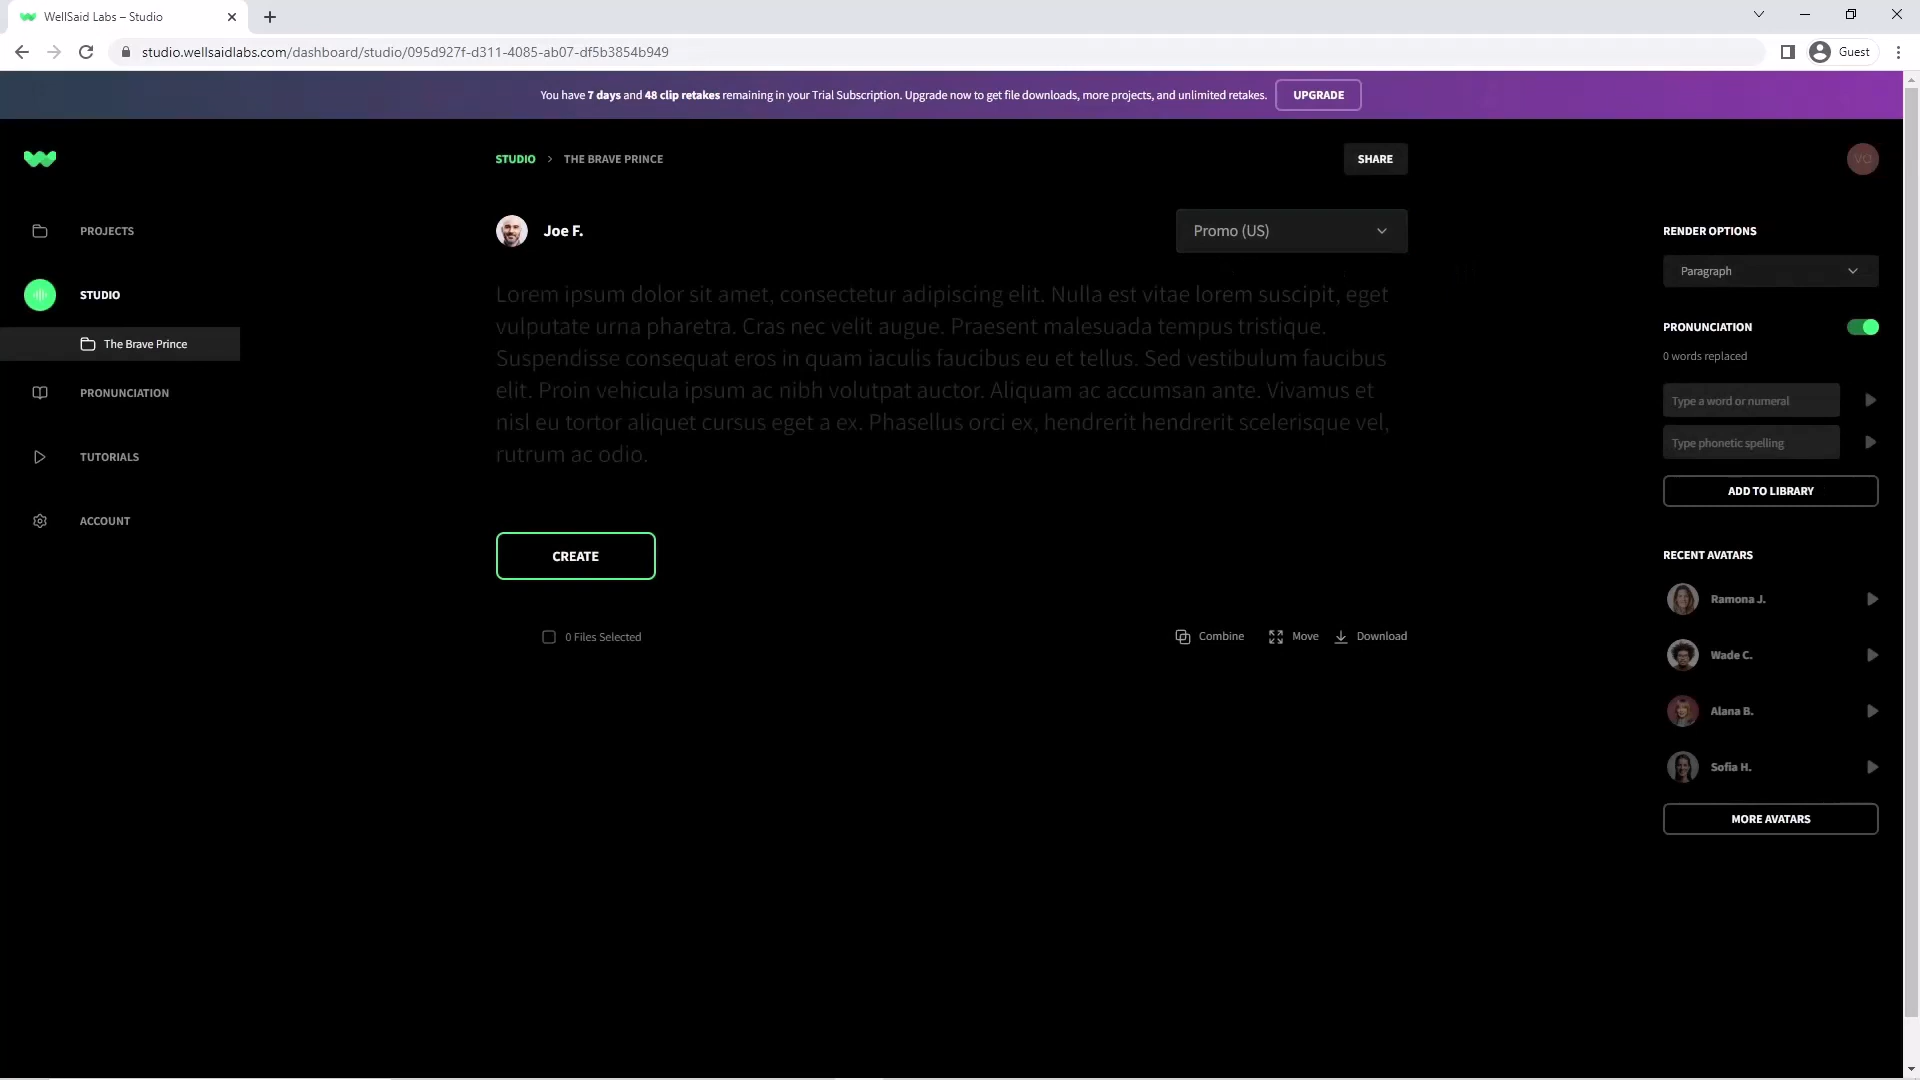 WellSaid Labs – Studio
studio.wellsaidlabs.com/dashboard/studio/095d927f-d311-4085-ab07-df5b3854b949
Guest
You have 7 days and 48 clip retakes remaining in your Trial Subscription. Upgrade now to get file downloads, more projects, and unlimited retakes.
UPGRADE
STUDIO > THE BRAVE PRINCE
SHARE
va
PROJECTS
STUDIO
The Brave Prince
PRONUNCIATION
TUTORIALS
ACCOUNT
Joe F.
Promo (US)
Lorem ipsum dolor sit amet, consectetur adipiscing elit. Nulla est vitae lorem suscipit, eget
vulputate urna pharetra. Cras nec velit augue. Praesent malesuada tempus tristique.
Suspendisse consequat eros in quam iaculis faucibus eu et tellus. Sed vestibulum faucibus
elit. Proin vehicula ipsum ac nibh volutpat auctor. Aliquam ac accumsan ante. Vivamus et
nisl eu tortor aliquet cursus eget a ex. Phasellus orci ex, hendrerit hendrerit scelerisque vel,
rutrum ac odio.
CREATE
0 Files Selected
Combine
Move
Download
RENDER OPTIONS
Paragraph
PRONUNCIATION
0 words replaced
Type a word or numeral
Type phonetic spelling
ADD TO LIBRARY
RECENT AVATARS
Ramona J.
Wade C.
Alana B.
Sofia H.
MORE AVATARS